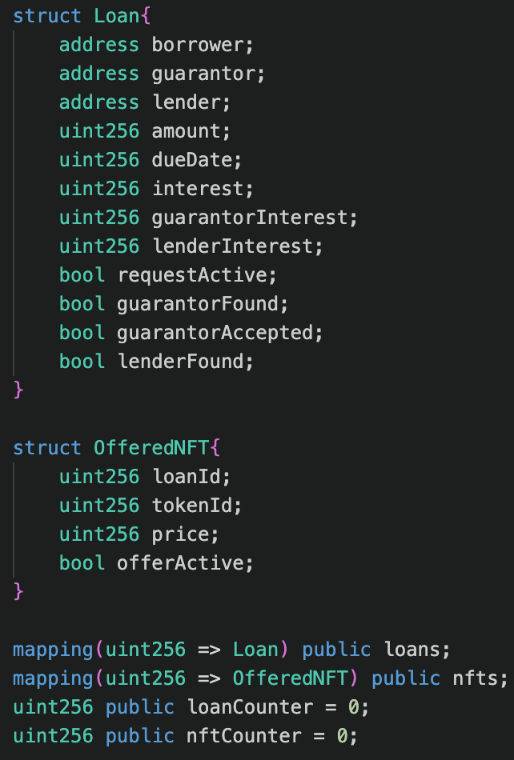 struct Loan{
    address borrower;
    address guarantor;
    address lender;
    uint256 amount;
    uint256 dueDate;
    uint256 interest;
    uint256 guarantorInterest;
    uint256 lenderInterest;
    bool requestActive;
    bool guarantorFound;
    bool guarantorAccepted;
    bool lenderFound;
}

struct OfferedNFT{
    uint256 loanId;
    uint256 tokenId;
    uint256 price;
    bool offerActive;
}

mapping(uint256 => Loan) public loans;
mapping(uint256 => OfferedNFT) public nfts;
uint256 public loanCounter = 0;
uint256 public nftCounter = 0;